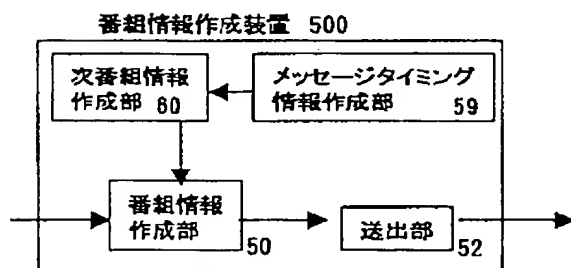 番組情報作成装置 500
次番組情報
作成部 60
メッセージタイミング
情報作成部 59
番組情報
作成部
50
送出部
52